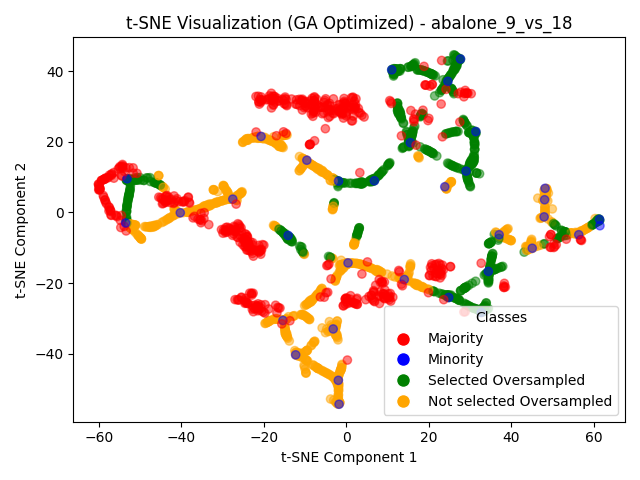 t-SNE Visualization (GA Optimized) - abalone_9_vs_18
t-SNE Component 2
40
20
0
−20
−40
−60
−40
−20
0
20
40
60
t-SNE Component 1
Classes
Majority
Minority
Selected Oversampled
Not selected Oversampled